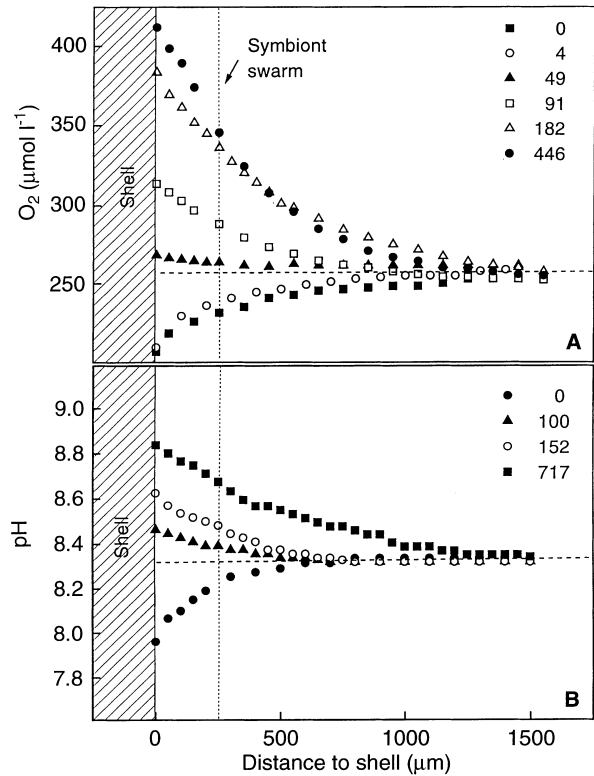 400
350
300
250
O₂ (μmol l⁻¹)
Shell
Symbiont
swarm
0
4
49
91
182
446
A
9.0
8.8
8.6
8.4
8.2
8.0
7.8
pH
Shell
0
100
152
717
B
0
500
1000
1500
Distance to shell (μm)